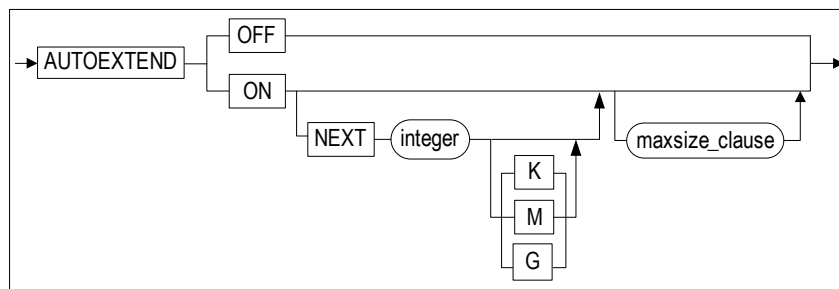 OFF
AUTOEXTEND
ON
NEXT integer maxsize_clause
K
M
G